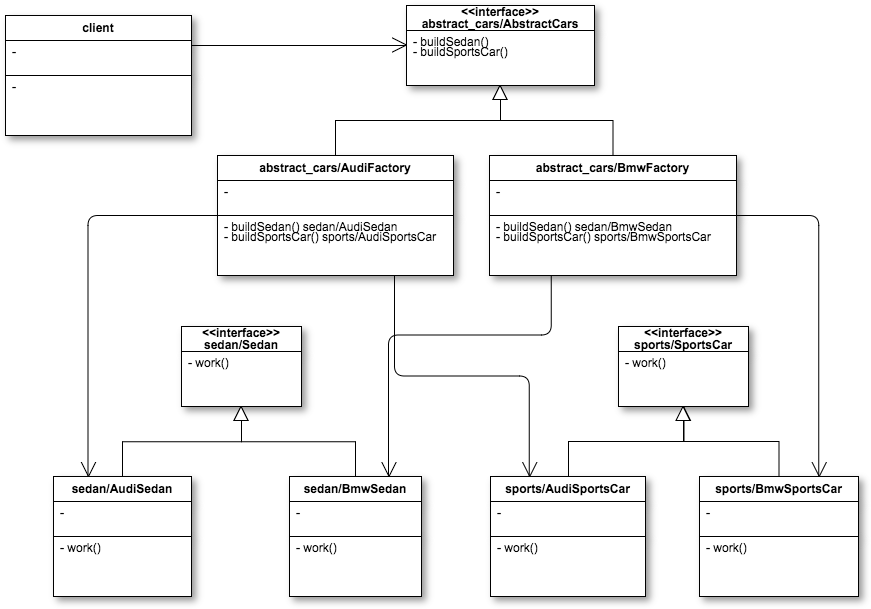 client
-
-
<<interface>>
abstract_cars/AbstractCars
- buildSedan()
- buildSportsCar()
abstract_cars/AudiFactory
-
- buildSedan() sedan/AudiSedan
- buildSportsCar() sports/AudiSportsCar
abstract_cars/BmwFactory
-
- buildSedan() sedan/BmwSedan
- buildSportsCar() sports/BmwSportsCar
<<interface>>
sedan/Sedan
- work()
<<interface>>
sports/SportsCar
- work()
sedan/AudiSedan
-
- work()
sedan/BmwSedan
-
- work()
sports/AudiSportsCar
-
- work()
sports/BmwSportsCar
-
- work()